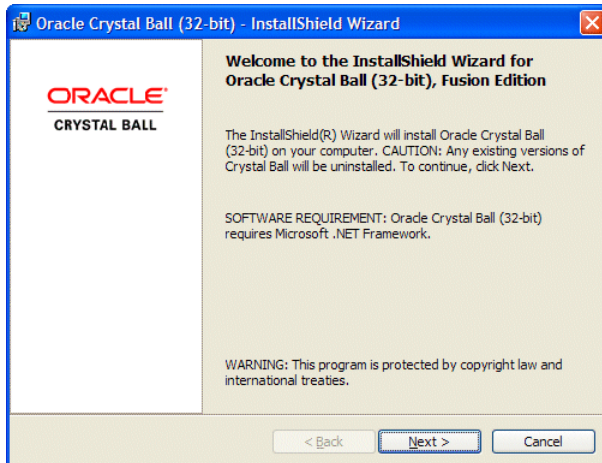 Oracle Crystal Ball (32-bit) - InstallShield Wizard
ORACLE
CRYSTAL BALL
Welcome to the InstallShield Wizard for
Oracle Crystal Ball (32-bit), Fusion Edition
The InstallShield(R) Wizard will install Oracle Crystal Ball
(32-bit) on your computer. CAUTION: Any existing versions of
Crystal Ball will be uninstalled. To continue, click Next.
SOFTWARE REQUIREMENT: Oracle Crystal Ball (32-bit)
requires Microsoft .NET Framework.
WARNING: This program is protected by copyright law and
international treaties.
< Back
Next >
Cancel